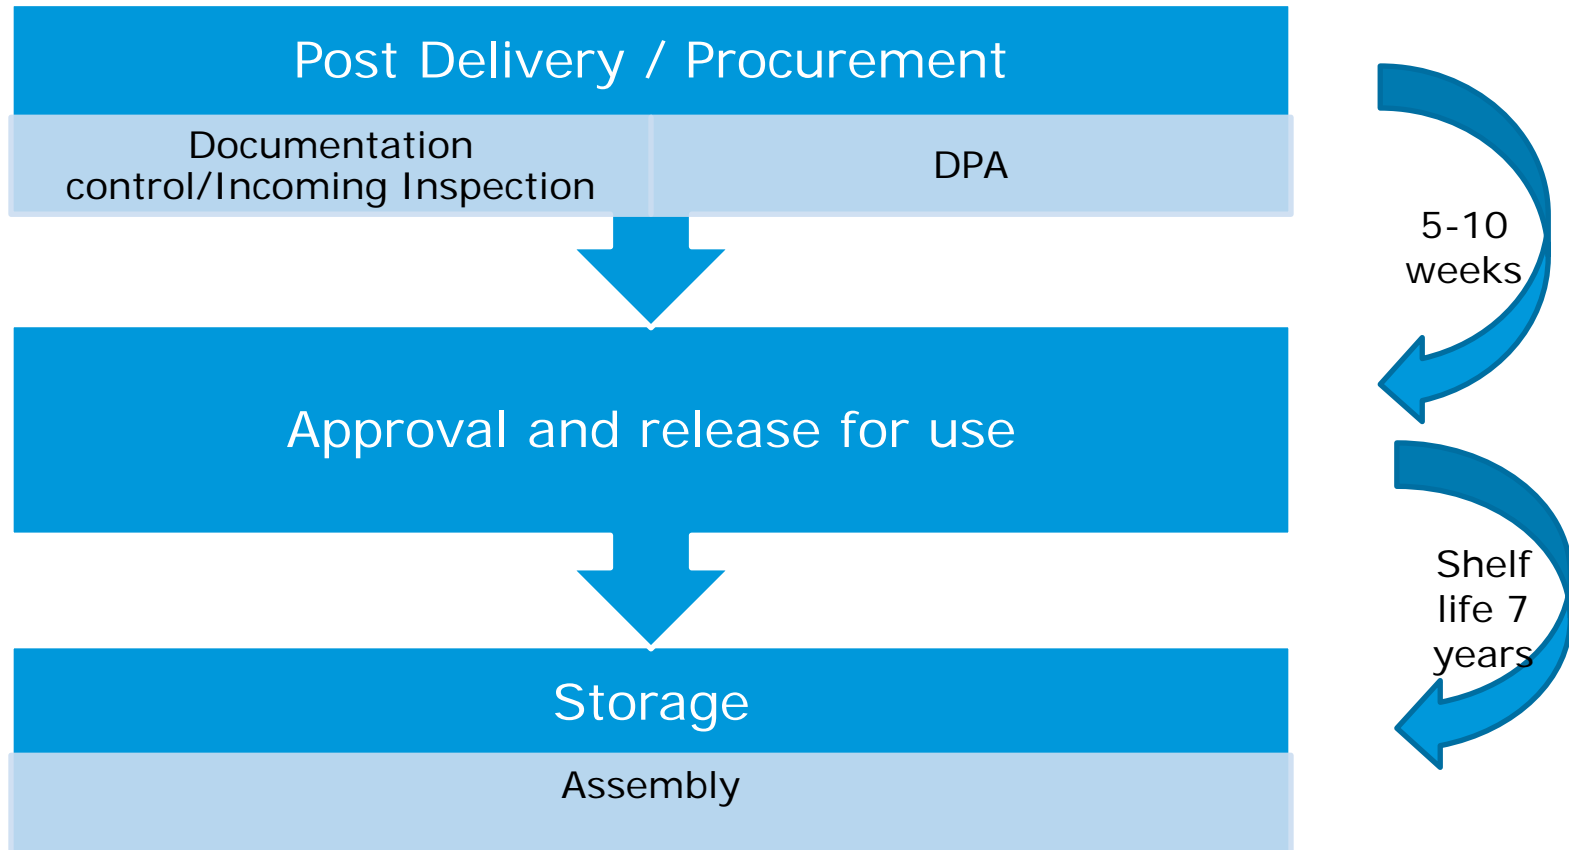 Post Delivery / Procurement
Documentation
control/Incoming Inspection
DPA
5-10
weeks
Approval and release for use
Shelf
life 7
years
Storage
Assembly